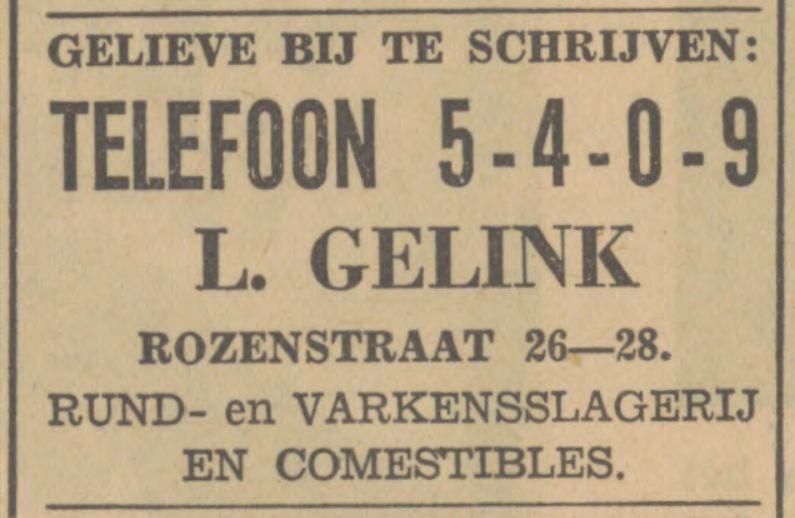 GELIEVE BIJ TE SCHRIJVEN:
TELEFOON 5-4-0-9
L. GELINK
ROZENSTRAAT 26—28.
RUND- en VARKENSSLAGERIJ
EN COMESTIBLES.